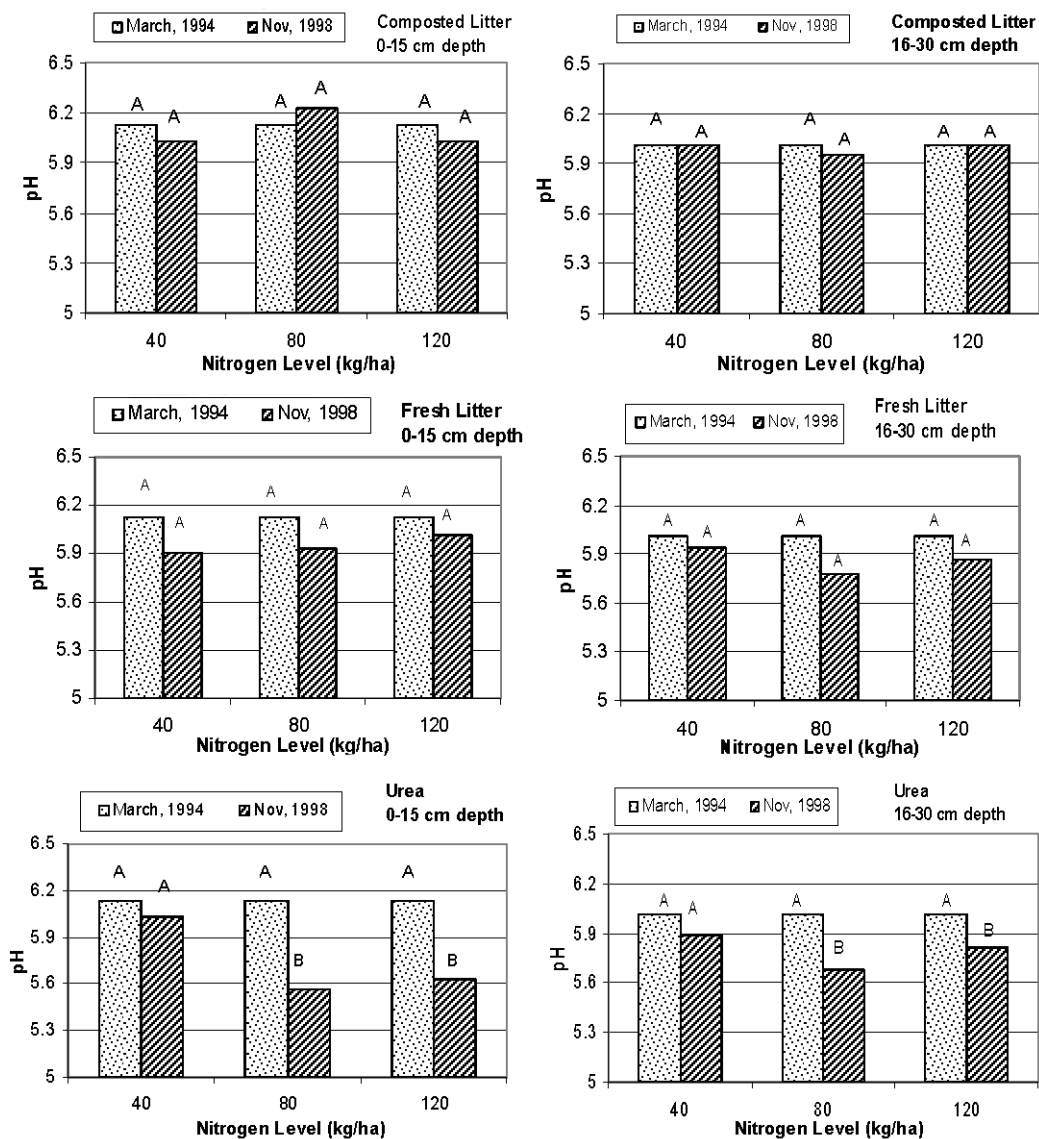 March, 1994 Nov, 1998
Composted Litter
0-15 cm depth
6.5
6.2
5.9
5.6
5.3
5
pH
A A A A A A
40 80 120
Nitrogen Level (kg/ha)
March, 1994 Nov, 1998
Composted Litter
16-30 cm depth
6.5
6.2
5.9
5.6
5.3
5
pH
A A A A A A
40 80 120
Nitrogen Level (kg/ha)
March, 1994 Nov, 1998
Fresh Litter
0-15 cm depth
6.5
6.2
5.9
5.6
5.3
5
pH
A A A A A A
40 80 120
Nitrogen Level (kg/ha)
March, 1994 Nov, 1998
Fresh Litter
16-30 cm depth
6.5
6.2
5.9
5.6
5.3
5
pH
A A A A A A
40 80 120
Nitrogen Level (kg/ha)
March, 1994 Nov, 1998
Urea
0-15 cm depth
6.5
6.2
5.9
5.6
5.3
5
pH
A A A B A B
40 80 120
Nitrogen Level (kg/ha)
March, 1994 Nov, 1998
Urea
16-30 cm depth
6.5
6.2
5.9
5.6
5.3
5
pH
A A A B A B
40 80 120
Nitrogen Level (kg/ha)